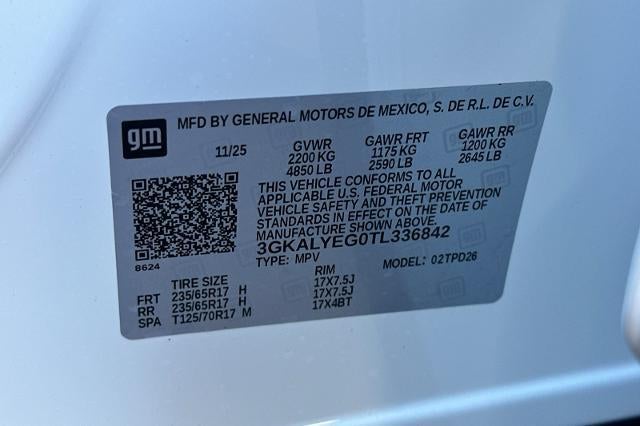 gm MFD BY GENERAL MOTORS DE MEXICO, S. DE R.L. DE C.V.
11/25 GVWR GAWR FRT GAWR RR
2200 KG 1175 KG 1200 KG
4850 LB 2590 LB 2645 LB
THIS VEHICLE CONFORMS TO ALL
APPLICABLE U.S. FEDERAL MOTOR
VEHICLE SAFETY AND THEFT PREVENTION
STANDARDS IN EFFECT ON THE DATE OF
MANUFACTURE SHOWN ABOVE.
3GKALYEG0TL336842
8624 TYPE: MPV MODEL: 02TPD26
TIRE SIZE RIM
FRT 235/65R17 H 17X7.5J
RR 235/65R17 H 17X7.5J
SPA T125/70R17 M 17X4BT